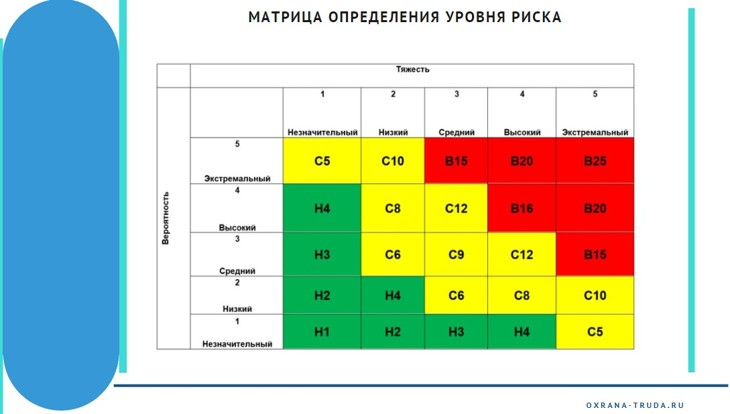 МАТРИЦА ОПРЕДЕЛЕНИЯ УРОВНЯ РИСКА
Тяжесть
1 2 3 4 5
Незначительный Низкий Средний Высокий Экстремальный
Вероятность
5
Экстремальный
С5 С10 В15 В20 В25
4
Высокий
Н4 С8 С12 В16 В20
3
Средний
Н3 С6 С9 С12 В15
2
Низкий
Н2 Н4 С6 С8 С10
1
Незначительный
Н1 Н2 Н3 Н4 С5
OXRANA-TRUDA.RU